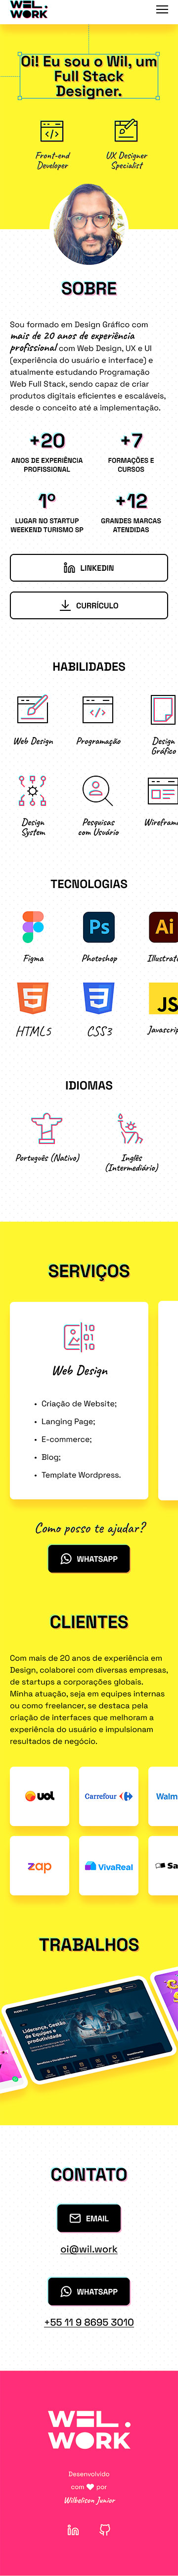 WEL.
WORK
Oi! Eu sou o Wil, um
Full Stack
Designer.
Front-end
Developer
UX Designer
Specialist
SOBRE
Sou formado em Design Gráfico com
mais de 20 anos de experiência
profissional com Web Design, UX e UI
(experiência do usuário e interface) e
atualmente estudando Programação
Web Full Stack, sendo capaz de criar
produtos digitais eficientes e escaláveis,
desde o conceito até a implementação.
+20
ANOS DE EXPERIÊNCIA
PROFISSIONAL
+7
FORMAÇÕES E
CURSOS
1º
LUGAR NO STARTUP
WEEKEND TURISMO SP
+12
GRANDES MARCAS
ATENDIDAS
LINKEDIN
CURRÍCULO
HABILIDADES
Web Design
Programação
Design
Gráfico
Design
System
Pesquisas
com Usuário
Wirefram
TECNOLOGIAS
Ps
Ai
Figma
Photoshop
Illustrat
5
3
JS
HTML5
CSS3
Javascrip
IDIOMAS
Português (Nativo)
Inglês
(Intermediário)
SERVIÇOS
Web Design
• Criação de Website;
• Langing Page;
• E-commerce;
• Blog;
• Template Wordpress.
Como posso te ajudar?
WHATSAPP
CLIENTES
Com mais de 20 anos de experiência em
Design, colaborei com diversas empresas,
de startups a corporações globais.
Minha atuação, seja em equipes internas
ou como freelancer, se destaca pela
criação de interfaces que melhoram a
experiência do usuário e impulsionam
resultados de negócio.
UOL
Carrefour
Walm
zap
VivaReal
Sa
TRABALHOS
Liderança, Gestão
de Equipes e
produtividade
CONTATO
EMAIL
oi@wil.work
WHATSAPP
+55 11 9 8695 3010
WEL.
WORK
Desenvolvido
com por
Wilkelison Junior